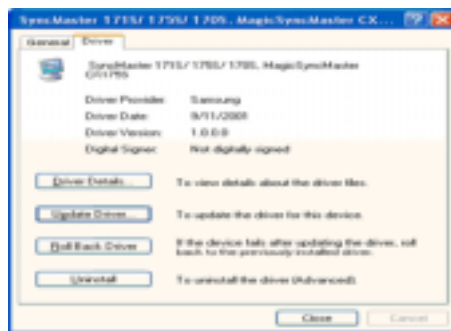 SyncMaster 171S/ 175S/ 170S, MagicSyncMaster CX...
General Driver
SyncMaster 171S/ 175S/ 170S, MagicSyncMaster
Driver Provider: Samsung
Driver Date: 9/11/2001
Driver Version: 1.0.0.0
Digital Signer: Not digitally signed
Driver Details... To view details about the driver files.
Update Driver... To update the driver for this device.
Roll Back Driver If the device fails after updating the driver, roll
back to the previously installed driver.
Uninstall To uninstall the driver (Advanced).
Close Cancel